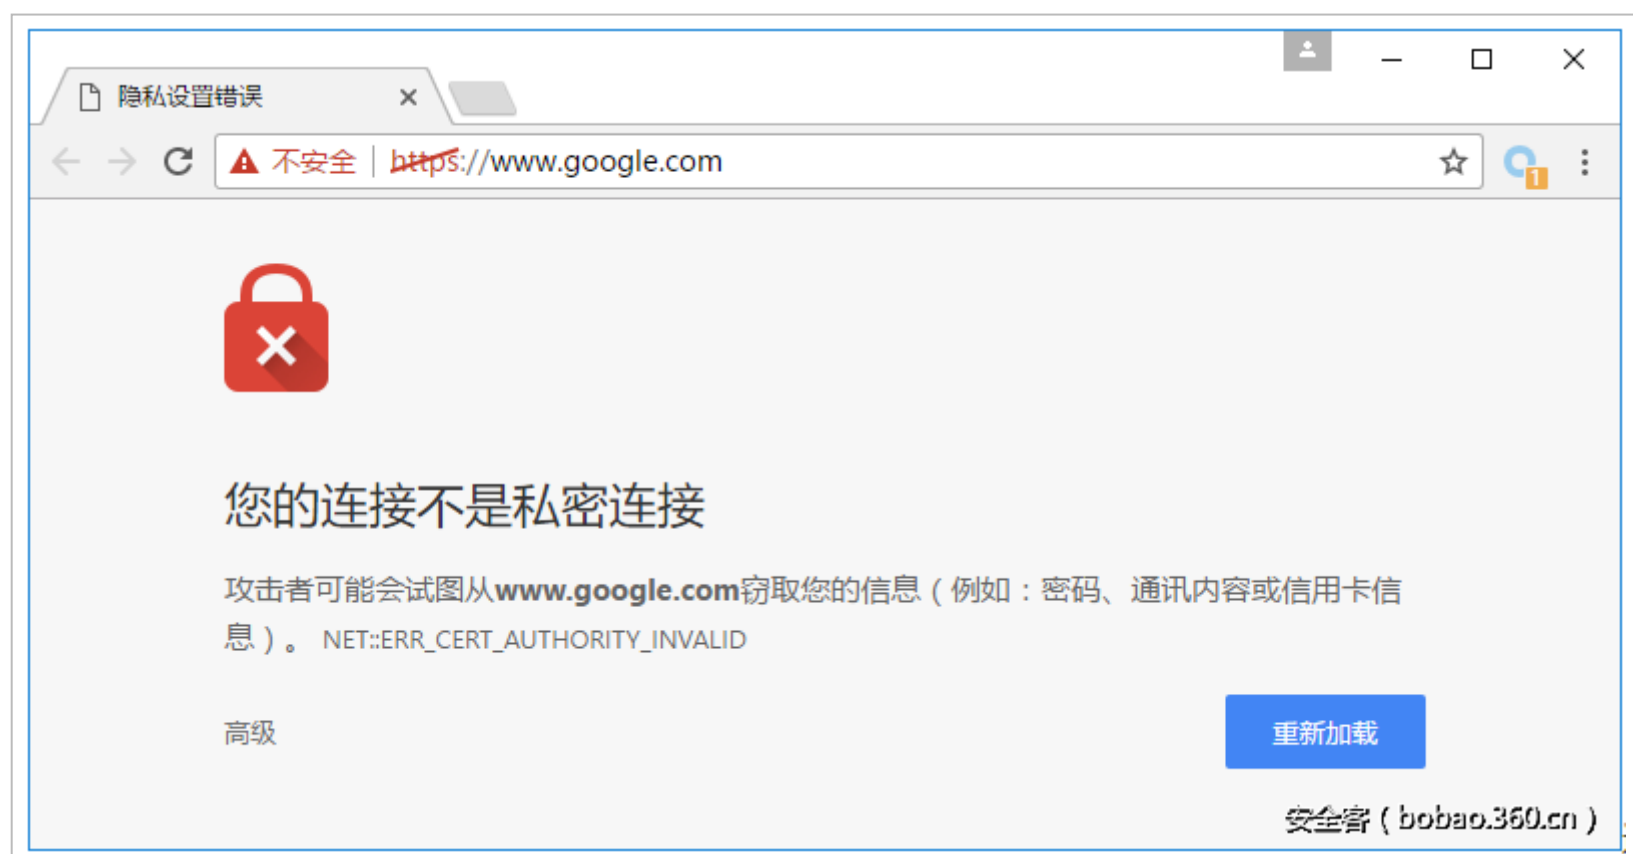 隐私设置错误
不安全 | https://www.google.com
1
您的连接不是私密连接
攻击者可能会试图从www.google.com窃取您的信息（例如：密码、通讯内容或信用卡信
息）。 NET::ERR_CERT_AUTHORITY_INVALID
高级
重新加载
安全客（bobao.360.cn）